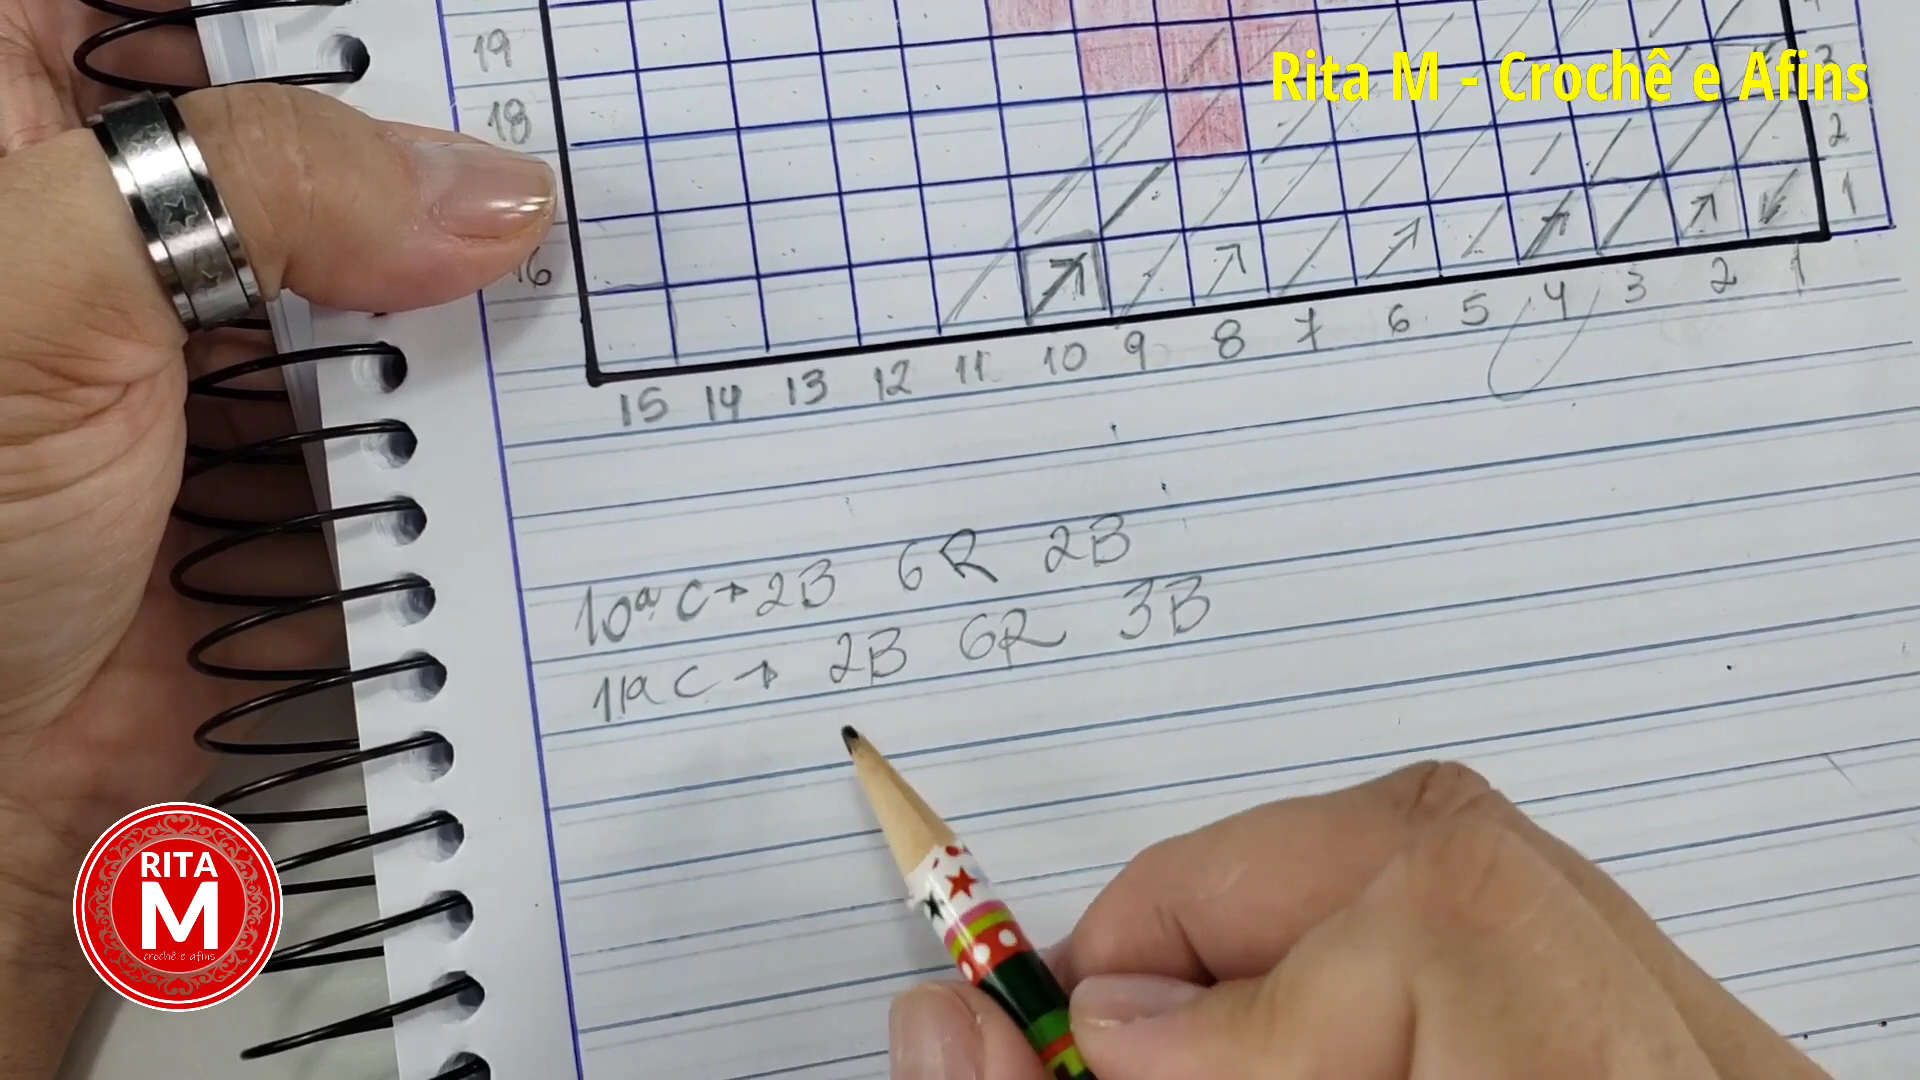 19
Rita M - Crochê e Afins
3
18
2
1
16
15 14 13 12 11 10 9 8 7 6 5 4 3 2 1
10ª C → 2B 6R 2B
11ª C → 2B 6R 3B
RITA
M
crochê e afins